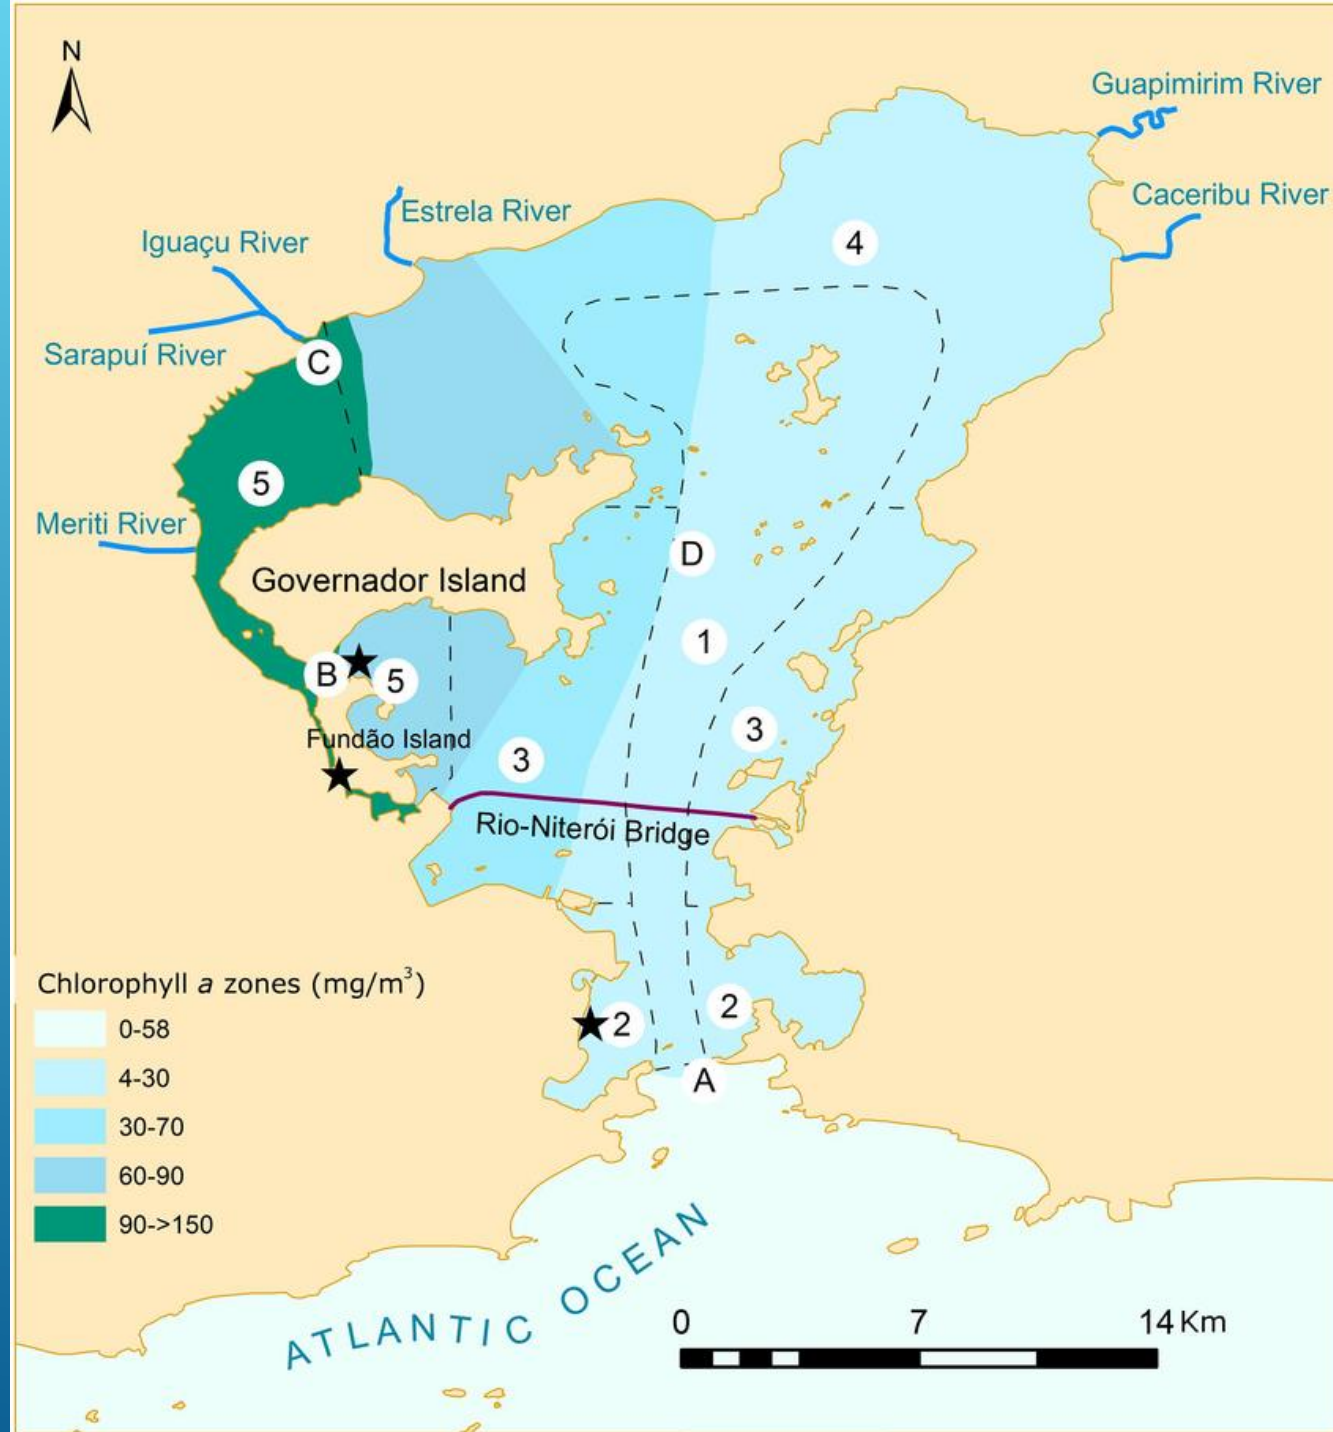 N
Guapimirim River
Caceribu River
Estrela River
Iguaçu River
4
Sarapuí River
C
5
Meriti River
D
Governador Island
1
B
5
3
Fundão Island
3
Rio-Niterói Bridge
Chlorophyll a zones (mg/m³)
0-58
4-30
30-70
60-90
90->150
2
2
A
ATLANTIC OCEAN
0 7 14 Km